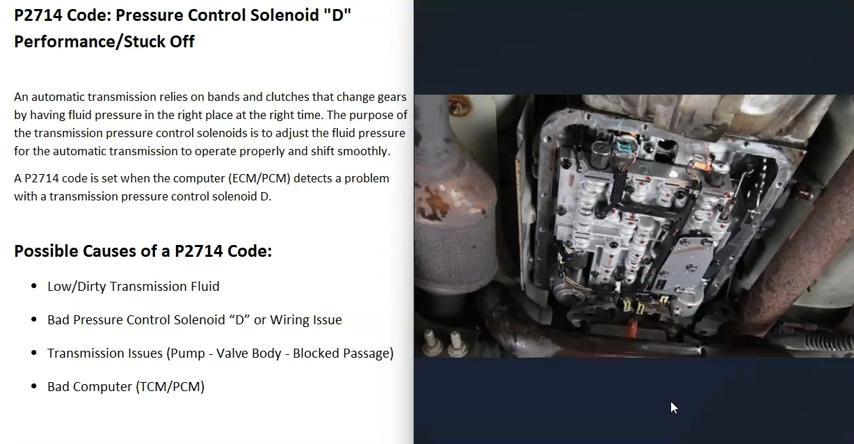 P2714 Code: Pressure Control Solenoid "D"
Performance/Stuck Off
An automatic transmission relies on bands and clutches that change gears
by having fluid pressure in the right place at the right time. The purpose of
the transmission pressure control solenoids is to adjust the fluid pressure
for the automatic transmission to operate properly and shift smoothly.
A P2714 code is set when the computer (ECM/PCM) detects a problem
with a transmission pressure control solenoid D.
Possible Causes of a P2714 Code:
• Low/Dirty Transmission Fluid
• Bad Pressure Control Solenoid “D” or Wiring Issue
• Transmission Issues (Pump - Valve Body - Blocked Passage)
• Bad Computer (TCM/PCM)